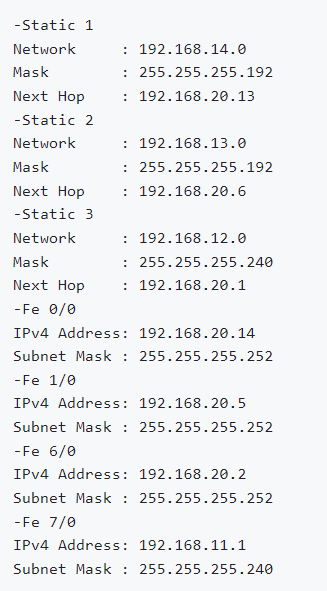 -Static 1
Network     : 192.168.14.0
Mask        : 255.255.255.192
Next Hop    : 192.168.20.13
-Static 2
Network     : 192.168.13.0
Mask        : 255.255.255.192
Next Hop    : 192.168.20.6
-Static 3
Network     : 192.168.12.0
Mask        : 255.255.255.240
Next Hop    : 192.168.20.1
-Fe 0/0
IPv4 Address: 192.168.20.14
Subnet Mask : 255.255.255.252
-Fe 1/0
IPv4 Address: 192.168.20.5
Subnet Mask : 255.255.255.252
-Fe 6/0
IPv4 Address: 192.168.20.2
Subnet Mask : 255.255.255.252
-Fe 7/0
IPv4 Address: 192.168.11.1
Subnet Mask : 255.255.255.240